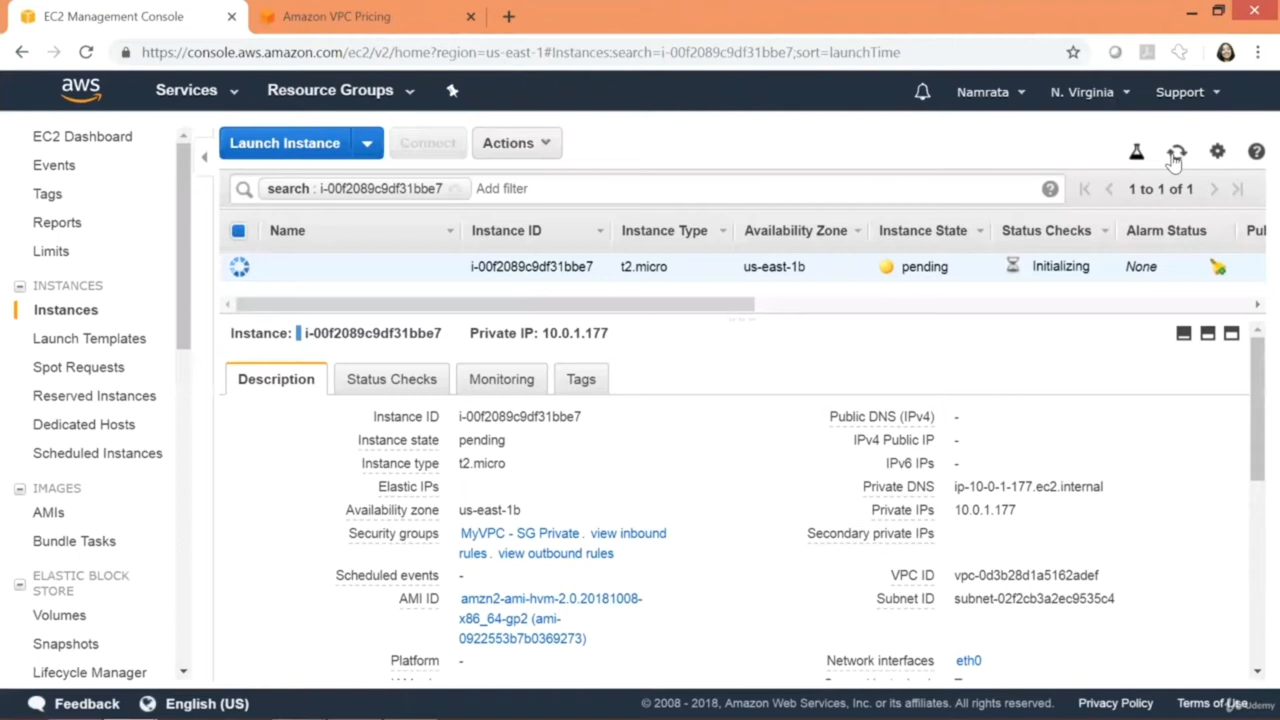 EC2 Management Console
Amazon VPC Pricing
https://console.aws.amazon.com/ec2/v2/home?region=us-east-1#Instances:search=i-00f2089c9df31bbe7;sort=launchTime
aws Services Resource Groups Namrata N. Virginia Support
EC2 Dashboard
Events
Tags
Reports
Limits
INSTANCES
Instances
Launch Templates
Spot Requests
Reserved Instances
Dedicated Hosts
Scheduled Instances
IMAGES
AMIs
Bundle Tasks
ELASTIC BLOCK
STORE
Volumes
Snapshots
Lifecycle Manager
Launch Instance Connect Actions
search : i-00f2089c9df31bbe7 Add filter 1 to 1 of 1
Name Instance ID Instance Type Availability Zone Instance State Status Checks Alarm Status Pul
i-00f2089c9df31bbe7 t2.micro us-east-1b pending Initializing None
Instance: i-00f2089c9df31bbe7 Private IP: 10.0.1.177
Description Status Checks Monitoring Tags
Instance ID i-00f2089c9df31bbe7 Public DNS (IPv4) -
Instance state pending IPv4 Public IP -
Instance type t2.micro IPv6 IPs -
Elastic IPs Private DNS ip-10-0-1-177.ec2.internal
Availability zone us-east-1b Private IPs 10.0.1.177
Security groups MyVPC - SG Private. view inbound Secondary private IPs
rules. view outbound rules
Scheduled events - VPC ID vpc-0d3b28d1a5162adef
AMI ID amzn2-ami-hvm-2.0.20181008- Subnet ID subnet-02f2cb3a2ec9535c4
x86_64-gp2 (ami-
0922553b7b0369273)
Platform - Network interfaces eth0
Feedback English (US) © 2008 - 2018, Amazon Web Services, Inc. or its affiliates. All rights reserved. Privacy Policy Terms of Use
Udemy